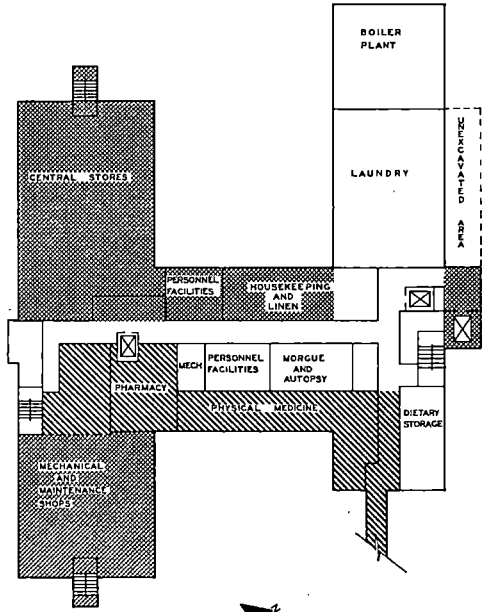 BOILER
PLANT
UNEXCAVATED AREA
CENTRAL STORES
LAUNDRY
PERSONNEL
FACILITIES
HOUSEKEEPING
AND
LINEN
MECH
PERSONNEL
FACILITIES
MORGUE
AND
AUTOPSY
PHARMACY
PHYSICAL MEDICINE
DIETARY
STORAGE
MECHANICAL
AND
MAINTENANCE
SHOPS
N